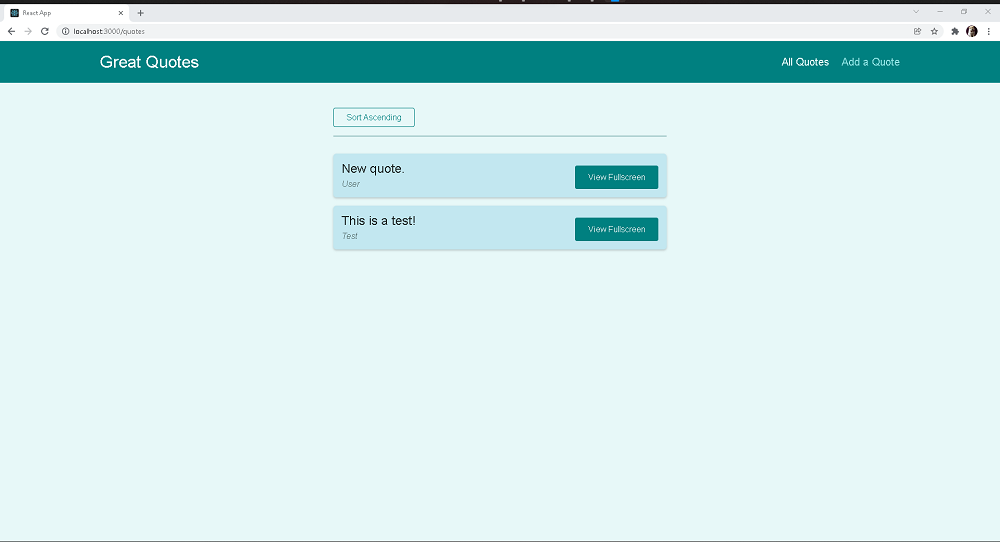 React App
localhost:3000/quotes
Great Quotes
All Quotes
Add a Quote
Sort Ascending
New quote.
User
View Fullscreen
This is a test!
Test
View Fullscreen